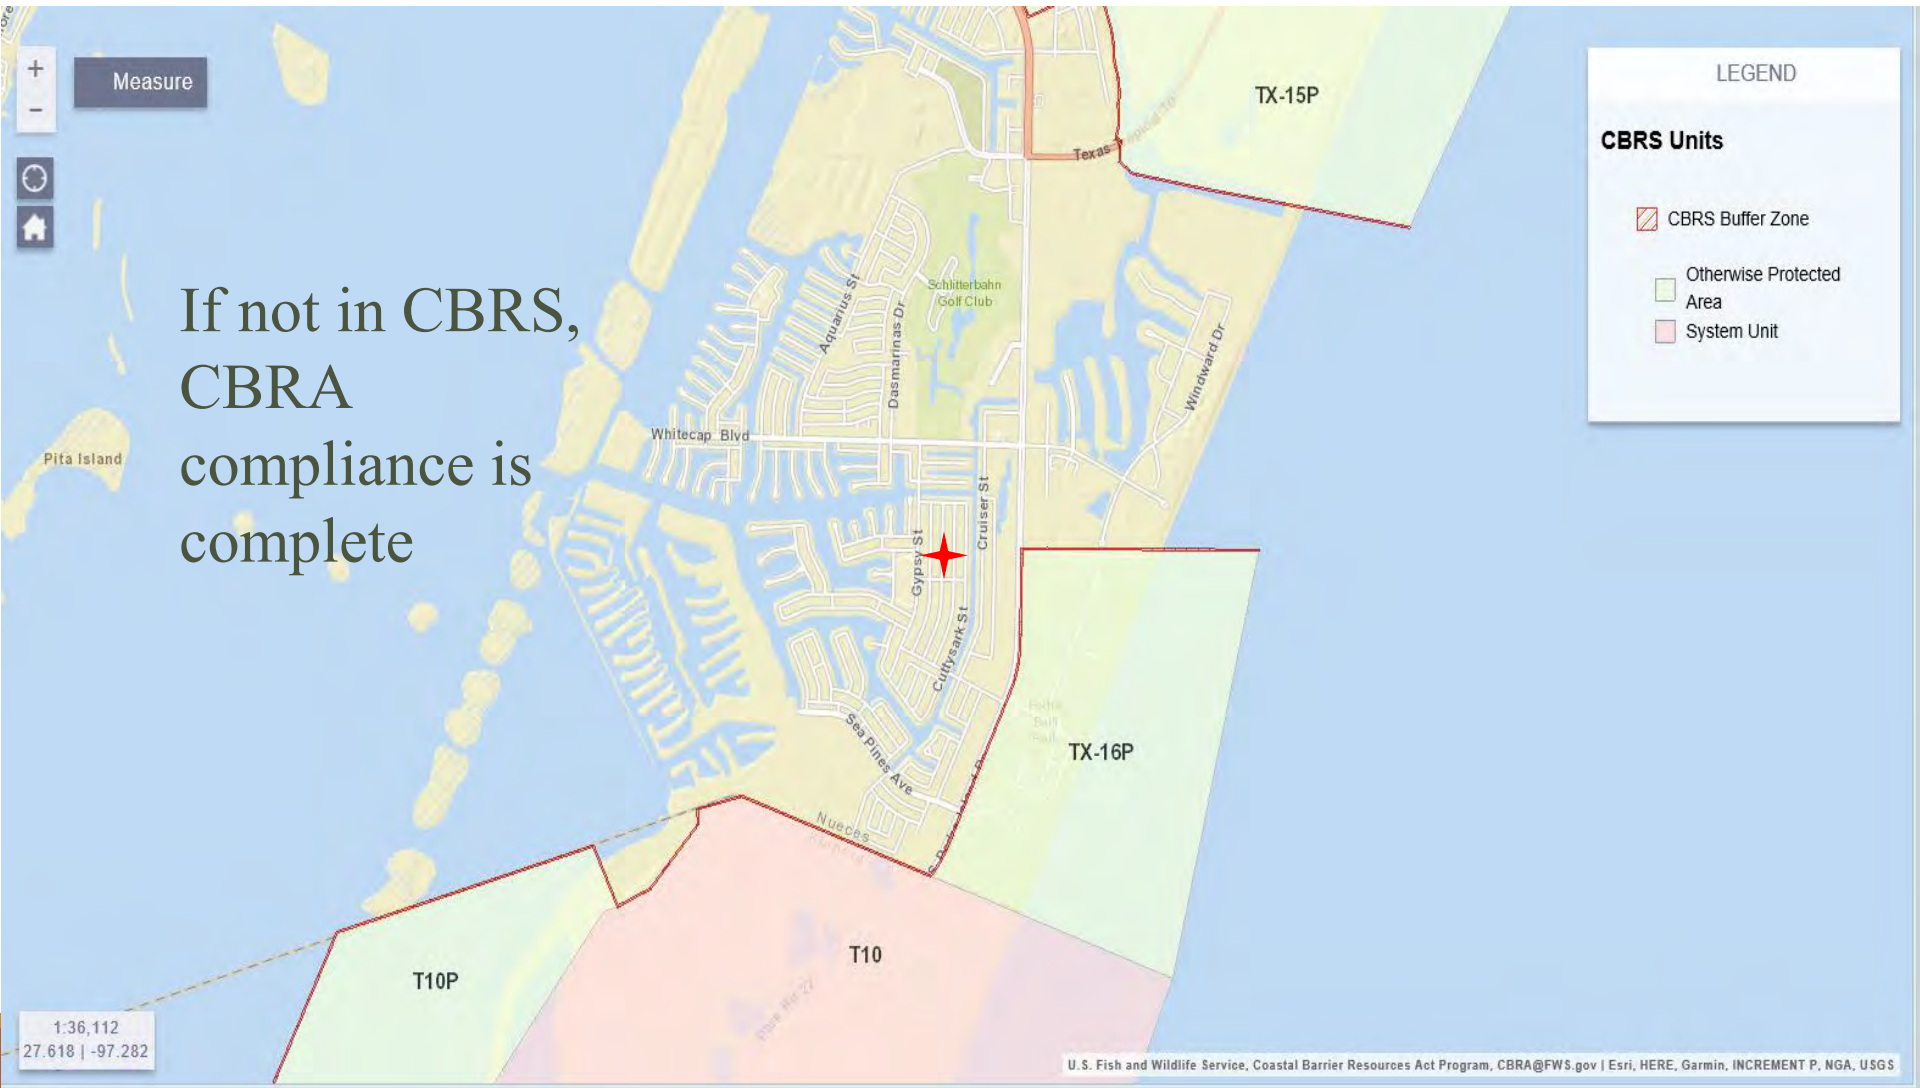 +
Measure
−
LEGEND
CBRS Units
CBRS Buffer Zone
Otherwise Protected
Area
System Unit
TX-15P
Texas
If not in CBRS,
CBRA
compliance is
complete
Schlitterbahn
Golf Club
Aquarius St
Dasmarinas Dr
Windward Dr
Whitecap Blvd
Pita Island
Cruiser St
Gypsy St
Cuttysark St
Sea Pines Ave
TX-16P
Nueces
T10
T10P
1:36,112
27.618 | -97.282
U.S. Fish and Wildlife Service, Coastal Barrier Resources Act Program, CBRA@FWS.gov | Esri, HERE, Garmin, INCREMENT P, NGA, USGS